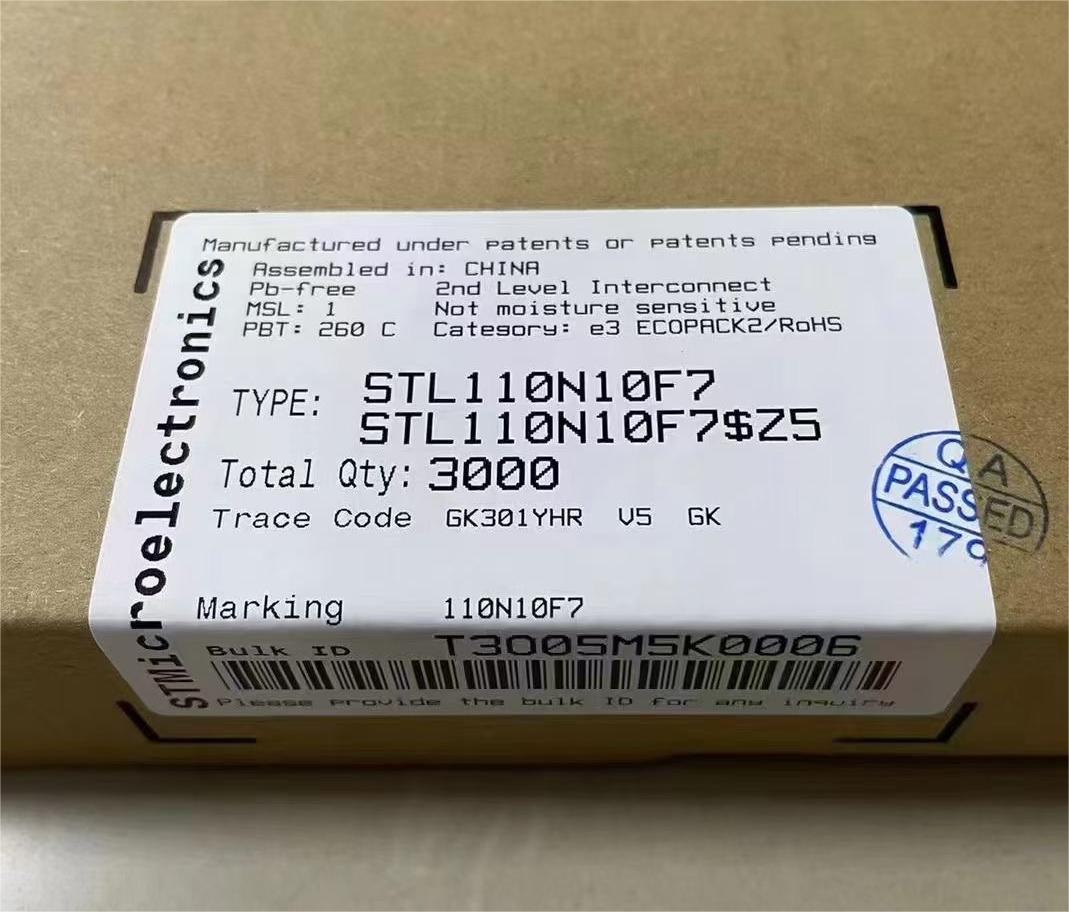 Manufactured under patents or patents pending
STMicroelectronics
Assembled in: CHINA
Pb-free 2nd Level Interconnect
MSL: 1 Not moisture sensitive
PBT: 260 C Category: e3 ECOPACK2/RoHS
TYPE: STL110N10F7
STL110N10F7$Z5
Total Qty: 3000
Trace Code GK301YHR V5 GK
Marking 110N10F7
Bulk ID T3005M5K0006
Please provide the bulk ID for any inquiry
QA
PASSED
179